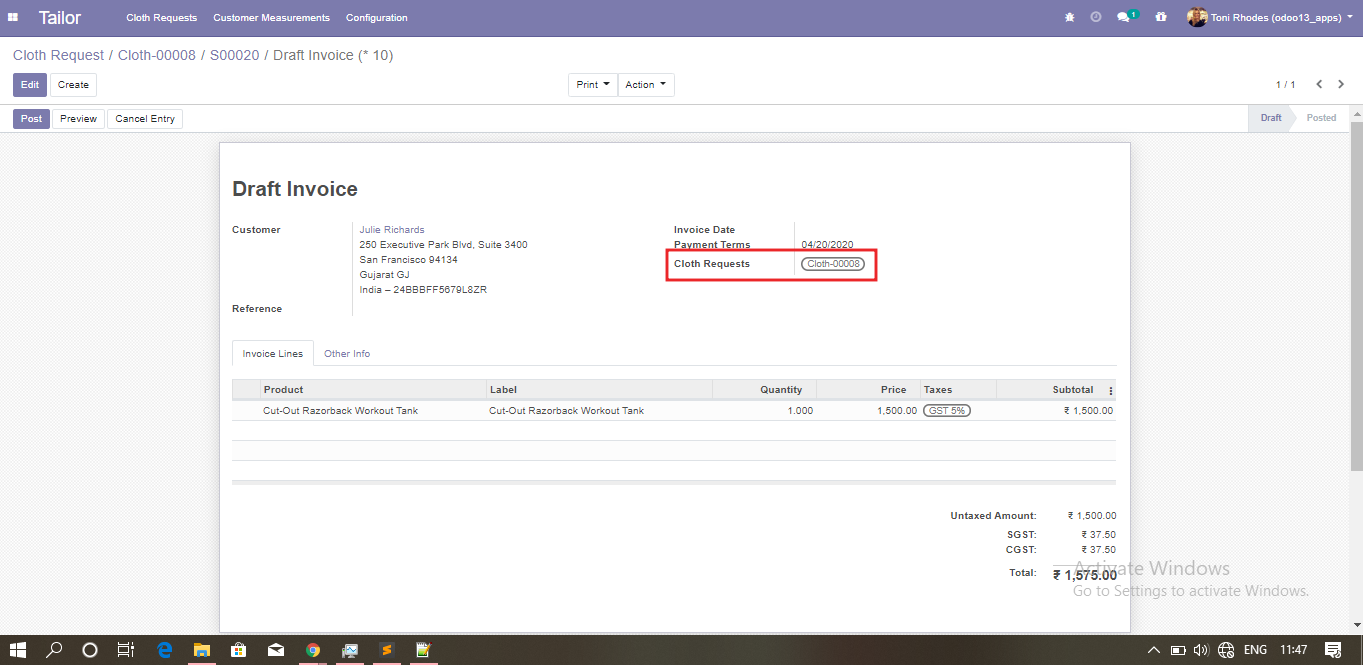 Tailor Cloth Requests Customer Measurements Configuration 1 Toni Rhodes (odoo13_apps)
Cloth Request / Cloth-00008 / S00020 / Draft Invoice (* 10)
Edit Create Print Action 1 / 1
Post Preview Cancel Entry Draft Posted
Draft Invoice
Customer Julie Richards Invoice Date
250 Executive Park Blvd, Suite 3400 Payment Terms 04/20/2020
San Francisco 94134 Cloth Requests Cloth-00008
Gujarat GJ
India – 24BBBFF5679L8ZR
Reference
Invoice Lines Other Info
Product Label Quantity Price Taxes Subtotal
Cut-Out Razorback Workout Tank Cut-Out Razorback Workout Tank 1.000 1,500.00 GST 5% ₹ 1,500.00
Untaxed Amount: ₹ 1,500.00
SGST: ₹ 37.50
CGST: ₹ 37.50
Total: ₹ 1,575.00
Activate Windows
Go to Settings to activate Windows.
ENG 11:47